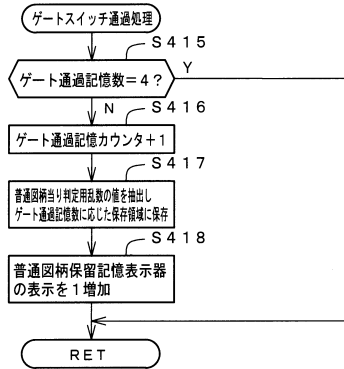 ゲートスイッチ通過処理
S415
ゲート通過記憶数=4?
Y
N
S416
ゲート通過記憶カウンタ+1
S417
普通図柄当り判定用乱数の値を抽出し
ゲート通過記憶数に応じた保存領域に保存
S418
普通図柄保留記憶表示器
の表示を1増加
RET